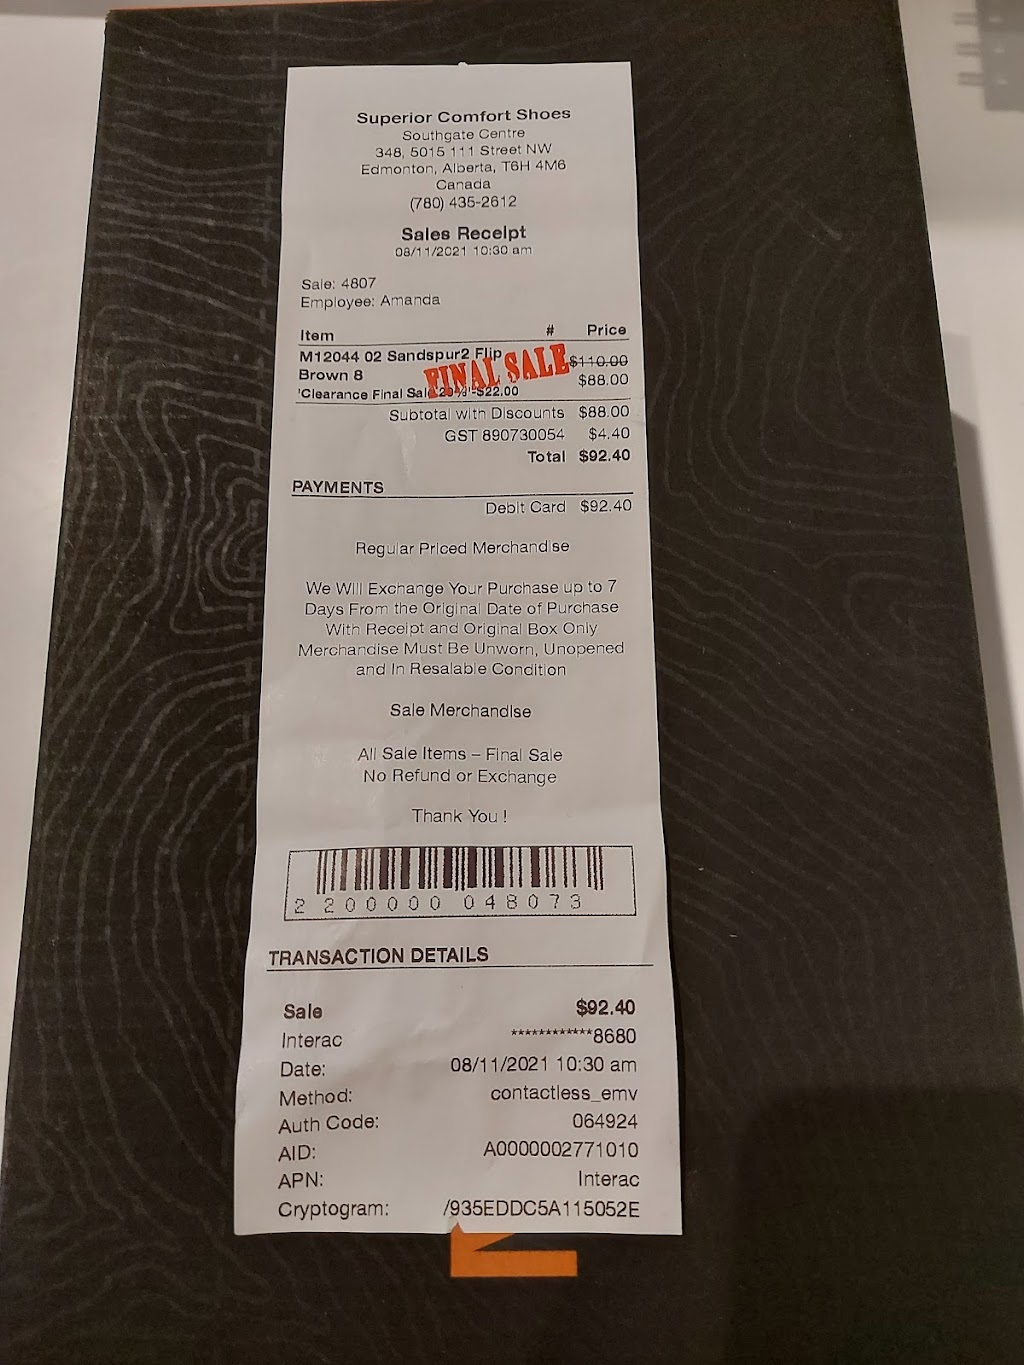 Superior Comfort Shoes
Southgate Centre
348, 5015 111 Street NW
Edmonton, Alberta, T6H 4M6
Canada
(780) 435-2612
Sales Receipt
08/11/2021 10:30 am
Sale: 4807
Employee: Amanda
Item # Price
M12044 02 Sandspur2 Flip $110.00
Brown 8 $88.00
FINAL SALE
'Clearance Final Sale 20%' -$22.00
Subtotal with Discounts $88.00
GST 890730054 $4.40
Total $92.40
PAYMENTS
Debit Card $92.40
Regular Priced Merchandise
We Will Exchange Your Purchase up to 7
Days From the Original Date of Purchase
With Receipt and Original Box Only
Merchandise Must Be Unworn, Unopened
and In Resalable Condition
Sale Merchandise
All Sale Items – Final Sale
No Refund or Exchange
Thank You !
2 200000 048073
TRANSACTION DETAILS
Sale $92.40
Interac ************8680
Date: 08/11/2021 10:30 am
Method: contactless_emv
Auth Code: 064924
AID: A0000002771010
APN: Interac
Cryptogram: /935EDDC5A115052E